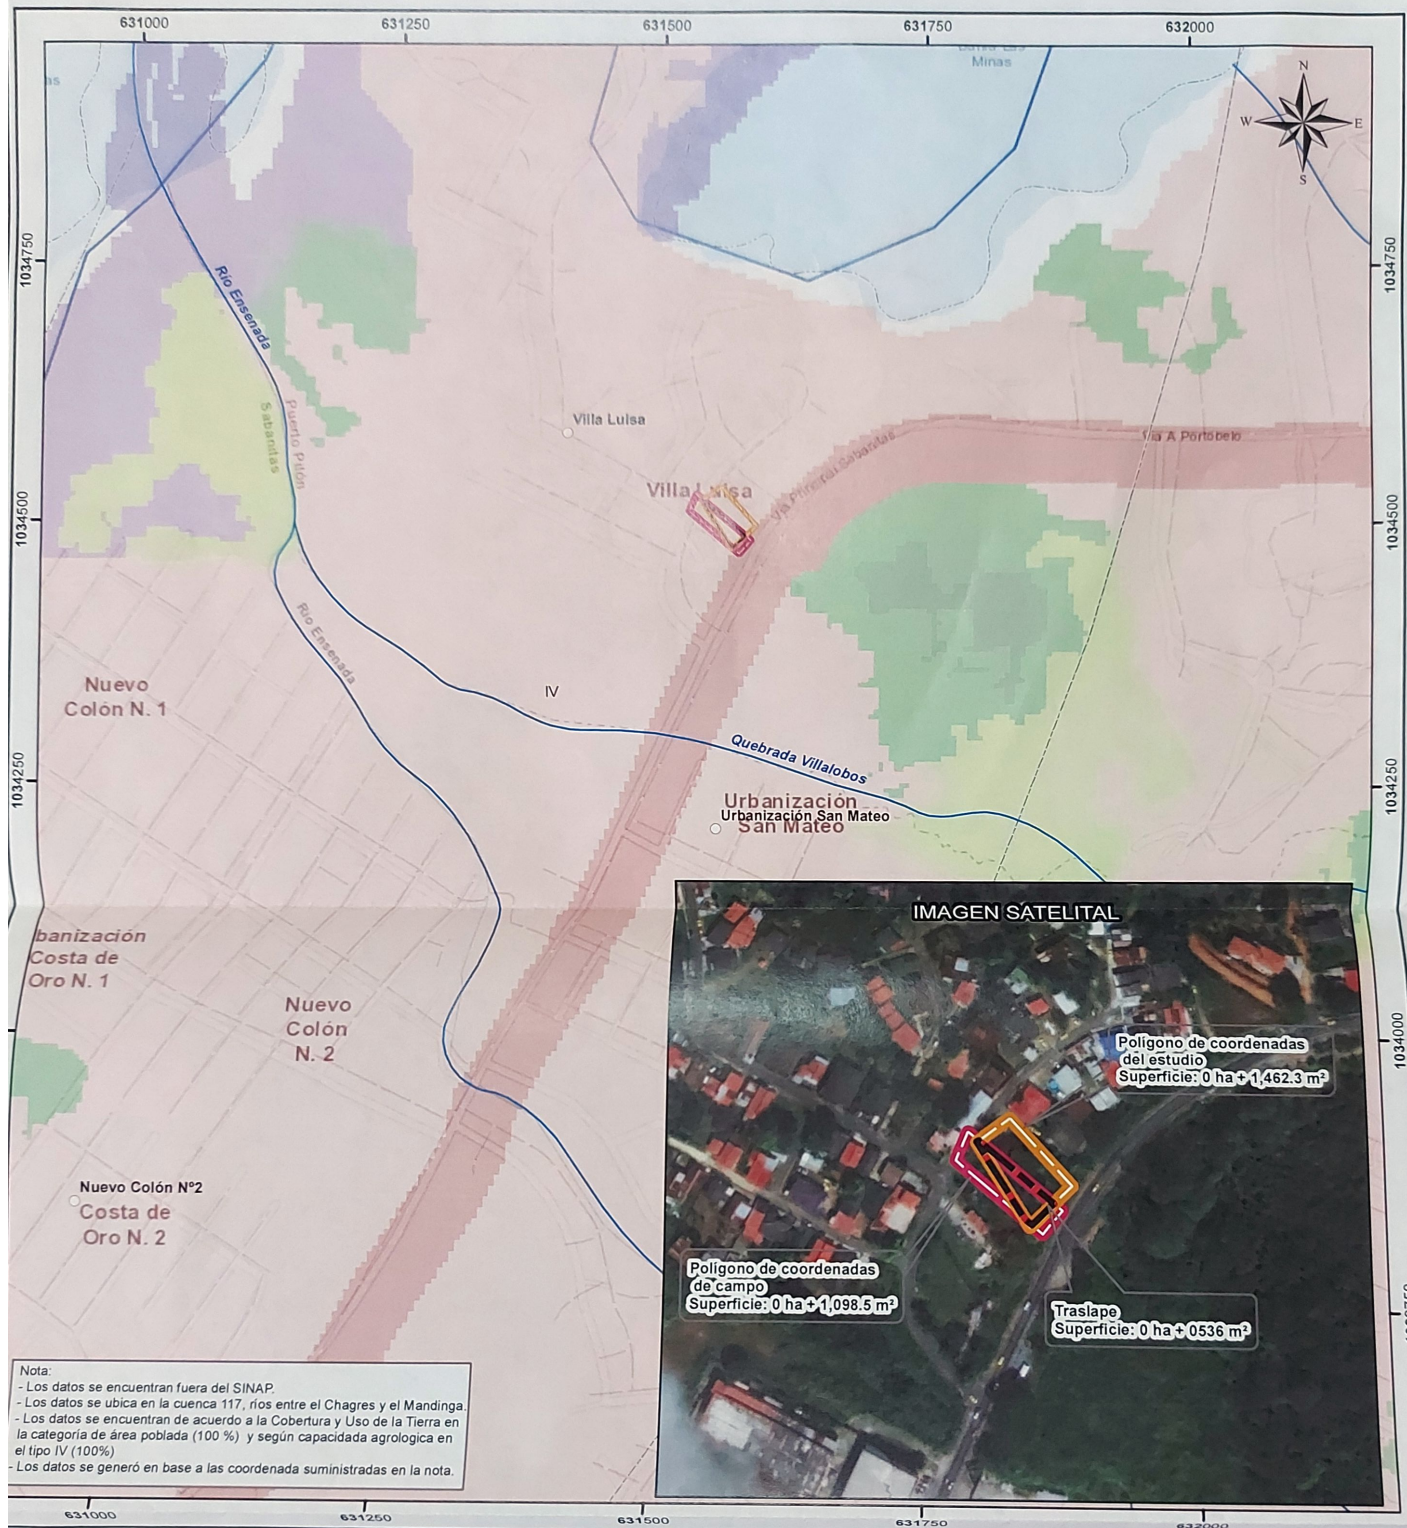 631000
631250
631500
631750
632000
Minas
N
W
E
S
1034750
1034750
Río Ensenada
Puerto Pilón
Sabanitas
Villa Luisa
Villa Luisa
Vía Principal Sabanitas
Vía A Portobelo
1034500
1034500
Río Ensenada
Nuevo
Colón N. 1
IV
Quebrada Villalobos
1034250
1034250
Urbanización
Urbanización San Mateo
San Mateo
IMAGEN SATELITAL
banización
Costa de
Oro N. 1
Nuevo
Colón
N. 2
1034000
Polígono de coordenadas
del estudio
Superficie: 0 ha + 1,462.3 m²
Nuevo Colón Nº2
Costa de
Oro N. 2
Polígono de coordenadas
de campo
Superficie: 0 ha + 1,098.5 m²
Traslape
Superficie: 0 ha + 0536 m²
Nota:
- Los datos se encuentran fuera del SINAP.
- Los datos se ubica en la cuenca 117, ríos entre el Chagres y el Mandinga.
- Los datos se encuentran de acuerdo a la Cobertura y Uso de la Tierra en
la categoría de área poblada (100 %) y según capacidada agrologica en
el tipo IV (100%)
- Los datos se generó en base a las coordenada suministradas en la nota.
631000
631250
631500
631750
632000